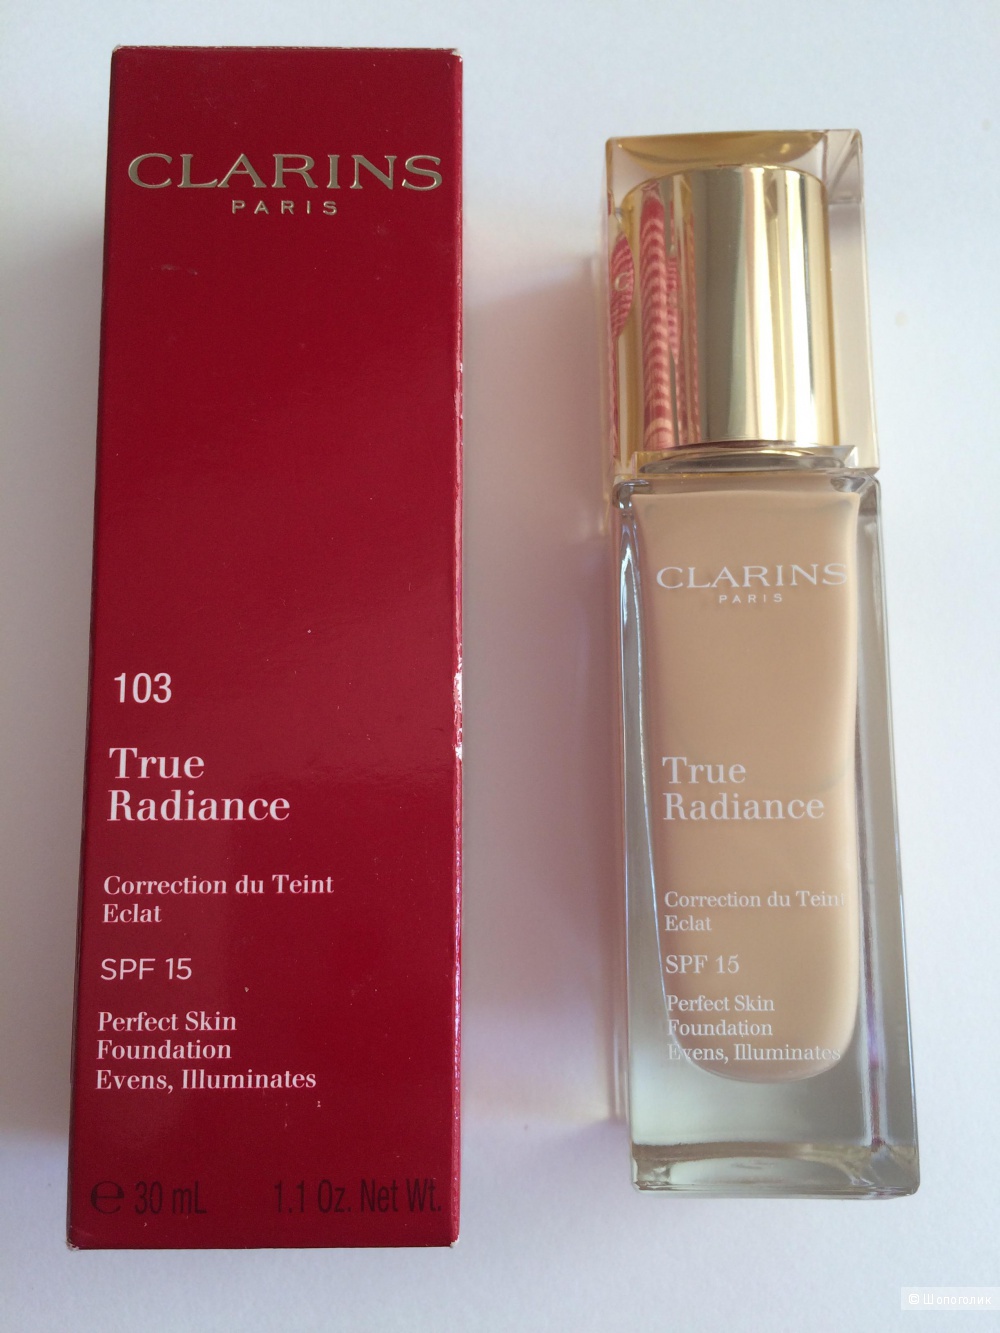 CLARINS
PARIS
103
True
Radiance
Correction du Teint
Eclat
SPF 15
Perfect Skin
Foundation
Evens, Illuminates
℮ 30 mL 1.1 Oz. Net Wt.
CLARINS
PARIS
True
Radiance
Correction du Teint
Eclat
SPF 15
Perfect Skin
Foundation
Evens, Illuminates
© Шопоголик